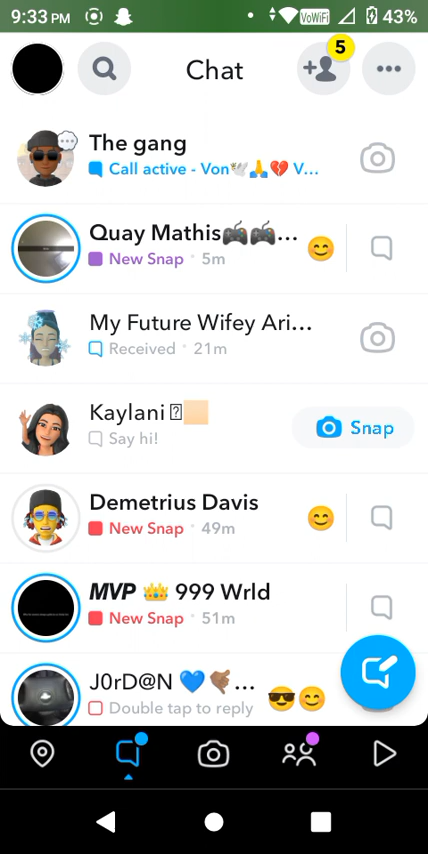 9:33 PM
VoWiFi
43%
Chat
5
The gang
Call active - Von🕊️🙏💔 V...
Quay Mathis🎮🎮...
New Snap · 5m
My Future Wifey Ari...
Received · 21m
Kaylani
Say hi!
Snap
Demetrius Davis
New Snap · 49m
MVP 👑 999 Wrld
New Snap · 51m
J0rD@N 💙🤙🏽...
Double tap to reply